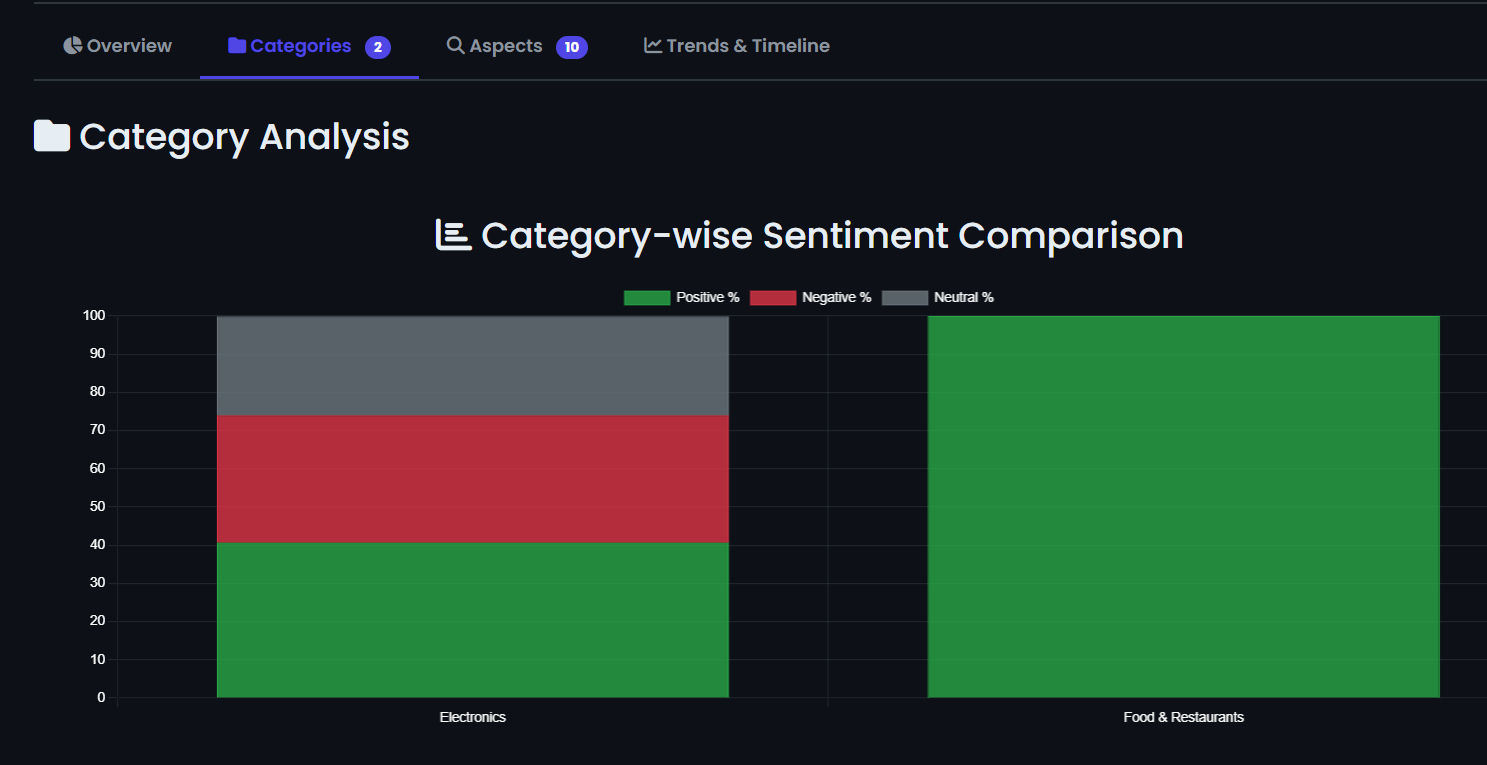 Overview Categories 2 Aspects 10 Trends & Timeline
Category Analysis
Category-wise Sentiment Comparison
Positive % Negative % Neutral %
100
90
80
70
60
50
40
30
20
10
0
Electronics Food & Restaurants